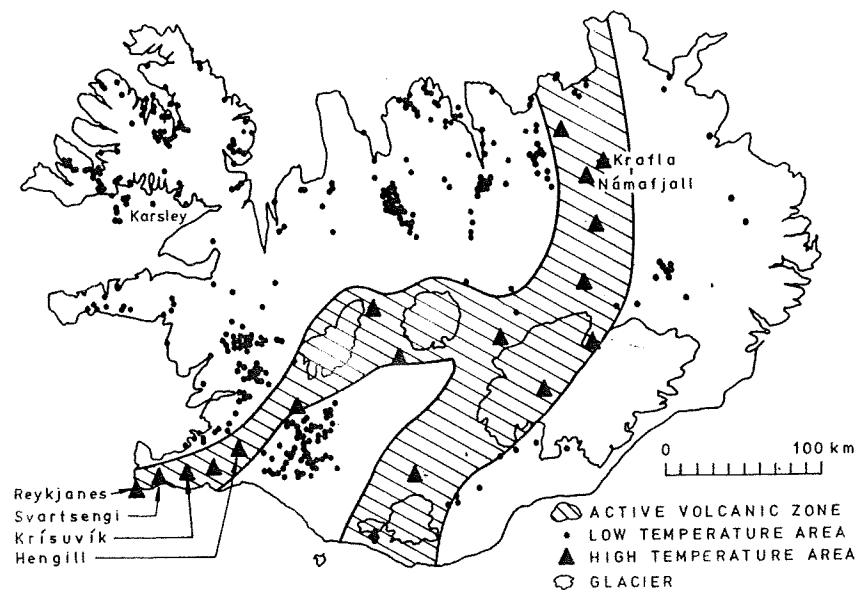 Krafla
Námafjall
Karsley
0 100 km
Reykjanes
Svartsengi
Krísuvík
Hengill
ACTIVE VOLCANIC ZONE
LOW TEMPERATURE AREA
HIGH TEMPERATURE AREA
GLACIER